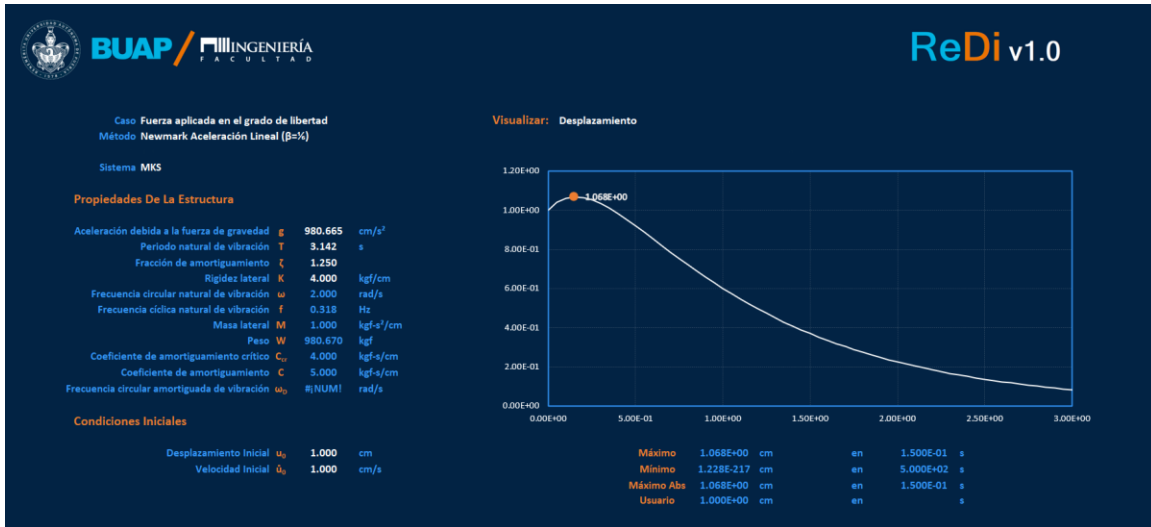 BUAP INGENIERÍA
FACULTAD
ReDi v1.0
Caso Fuerza aplicada en el grado de libertad
Método Newmark Aceleración Lineal (β=⅙)
Sistema MKS
Propiedades De La Estructura
Aceleración debida a la fuerza de gravedad g 980.665 cm/s²
Periodo natural de vibración T 3.142 s
Fracción de amortiguamiento ζ 1.250
Rigidez lateral K 4.000 kgf/cm
Frecuencia circular natural de vibración ω 2.000 rad/s
Frecuencia cíclica natural de vibración f 0.318 Hz
Masa lateral M 1.000 kgf-s²/cm
Peso W 980.670 kgf
Coeficiente de amortiguamiento crítico Ccr 4.000 kgf-s/cm
Coeficiente de amortiguamiento C 5.000 kgf-s/cm
Frecuencia circular amortiguada de vibración ωD #¡NUM! rad/s
Condiciones Iniciales
Desplazamiento Inicial u₀ 1.000 cm
Velocidad Inicial û₀ 1.000 cm/s
Visualizar: Desplazamiento
1.20E+00
1.068E+00
1.00E+00
8.00E-01
6.00E-01
4.00E-01
2.00E-01
0.00E+00
0.00E+00 5.00E-01 1.00E+00 1.50E+00 2.00E+00 2.50E+00 3.00E+00
Máximo 1.068E+00 cm en 1.500E-01 s
Mínimo 1.228E-217 cm en 5.000E+02 s
Máximo Abs 1.068E+00 cm en 1.500E-01 s
Usuario 1.000E+00 cm en s